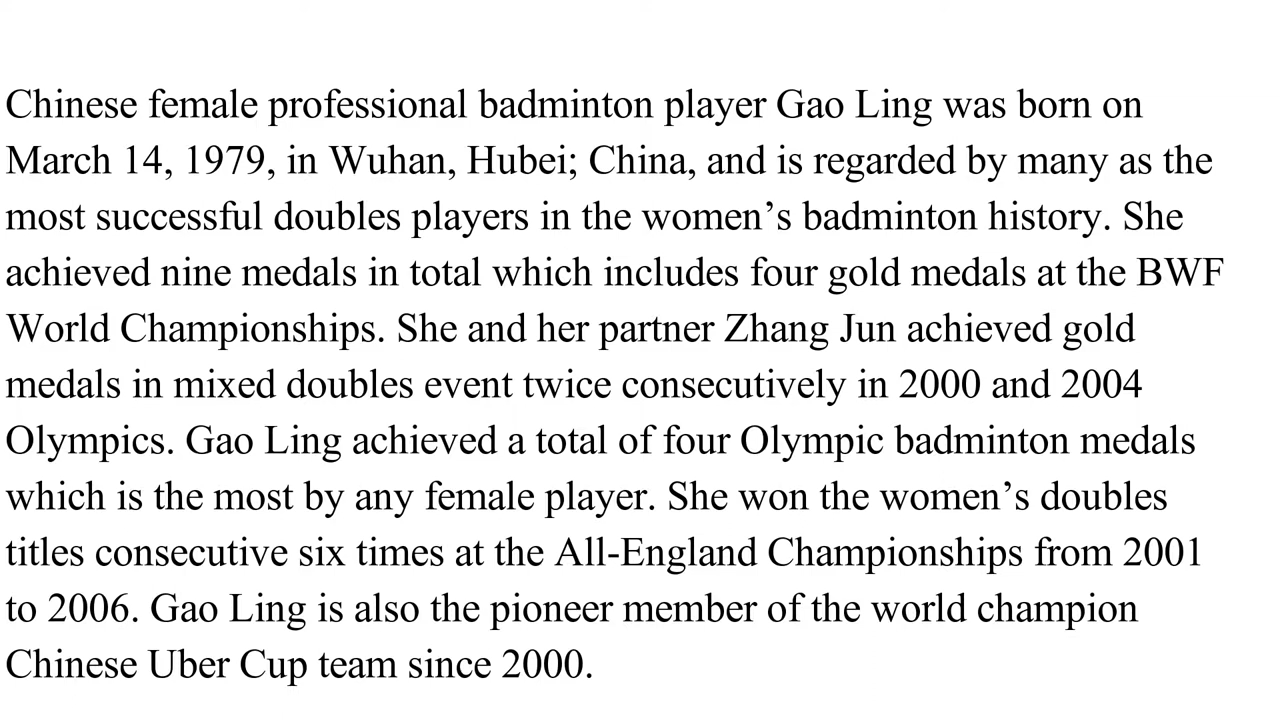 Chinese female professional badminton player Gao Ling was born on
March 14, 1979, in Wuhan, Hubei; China, and is regarded by many as the
most successful doubles players in the women’s badminton history. She
achieved nine medals in total which includes four gold medals at the BWF
World Championships. She and her partner Zhang Jun achieved gold
medals in mixed doubles event twice consecutively in 2000 and 2004
Olympics. Gao Ling achieved a total of four Olympic badminton medals
which is the most by any female player. She won the women’s doubles
titles consecutive six times at the All-England Championships from 2001
to 2006. Gao Ling is also the pioneer member of the world champion
Chinese Uber Cup team since 2000.